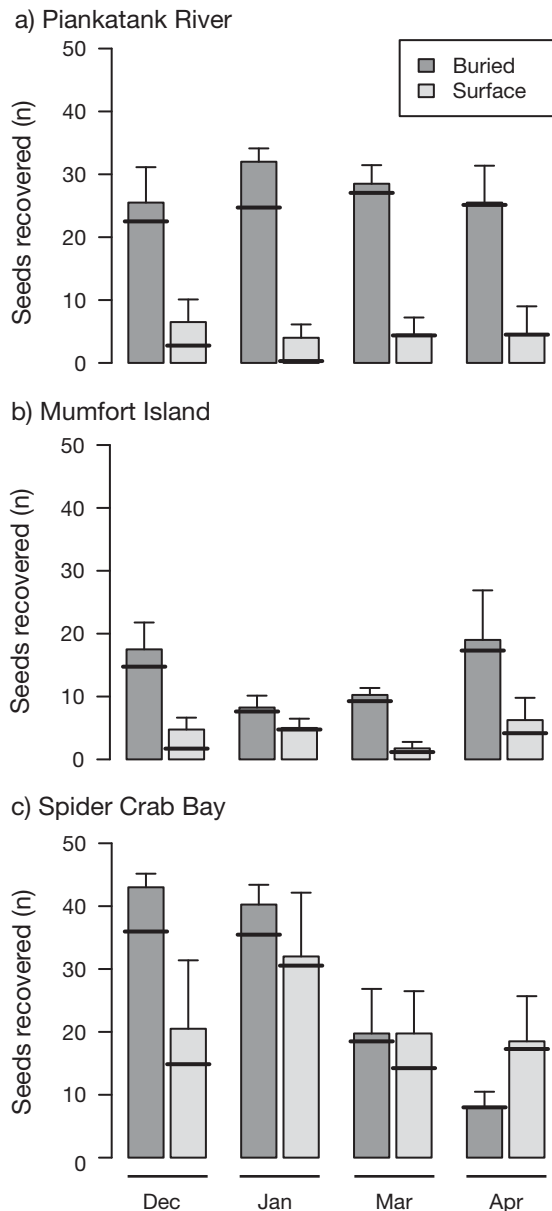 a) Piankatank River
Buried
Surface
Seeds recovered (n)
50
40
30
20
10
0
b) Mumfort Island
Seeds recovered (n)
50
40
30
20
10
0
c) Spider Crab Bay
Seeds recovered (n)
50
40
30
20
10
0
Dec Jan Mar Apr